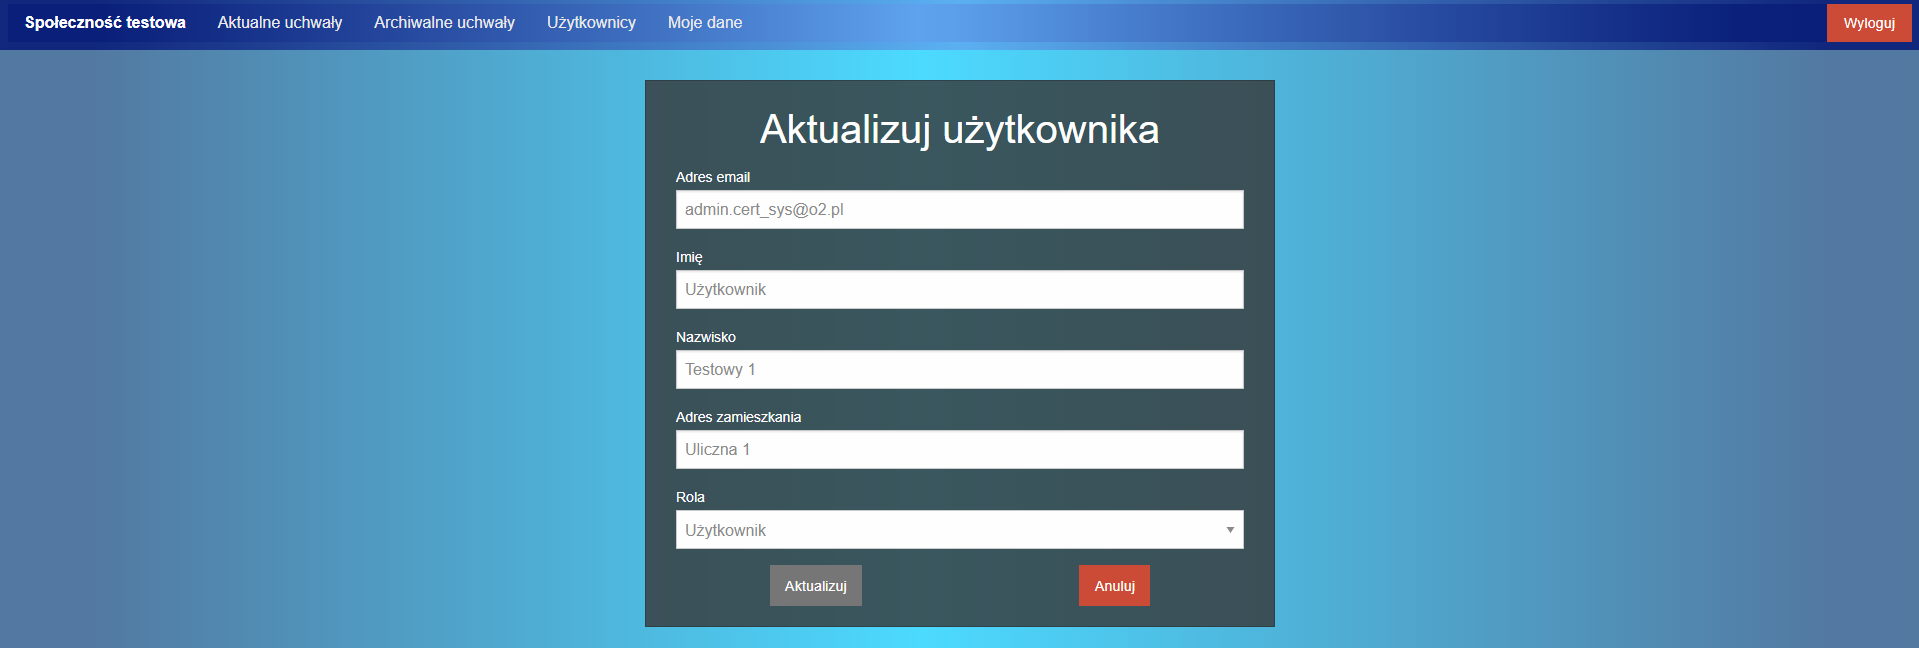 Społeczność testowa Aktualne uchwały Archiwalne uchwały Użytkownicy Moje dane Wyloguj
Aktualizuj użytkownika
Adres email
admin.cert_sys@o2.pl
Imię
Użytkownik
Nazwisko
Testowy 1
Adres zamieszkania
Uliczna 1
Rola
Użytkownik
Aktualizuj Anuluj